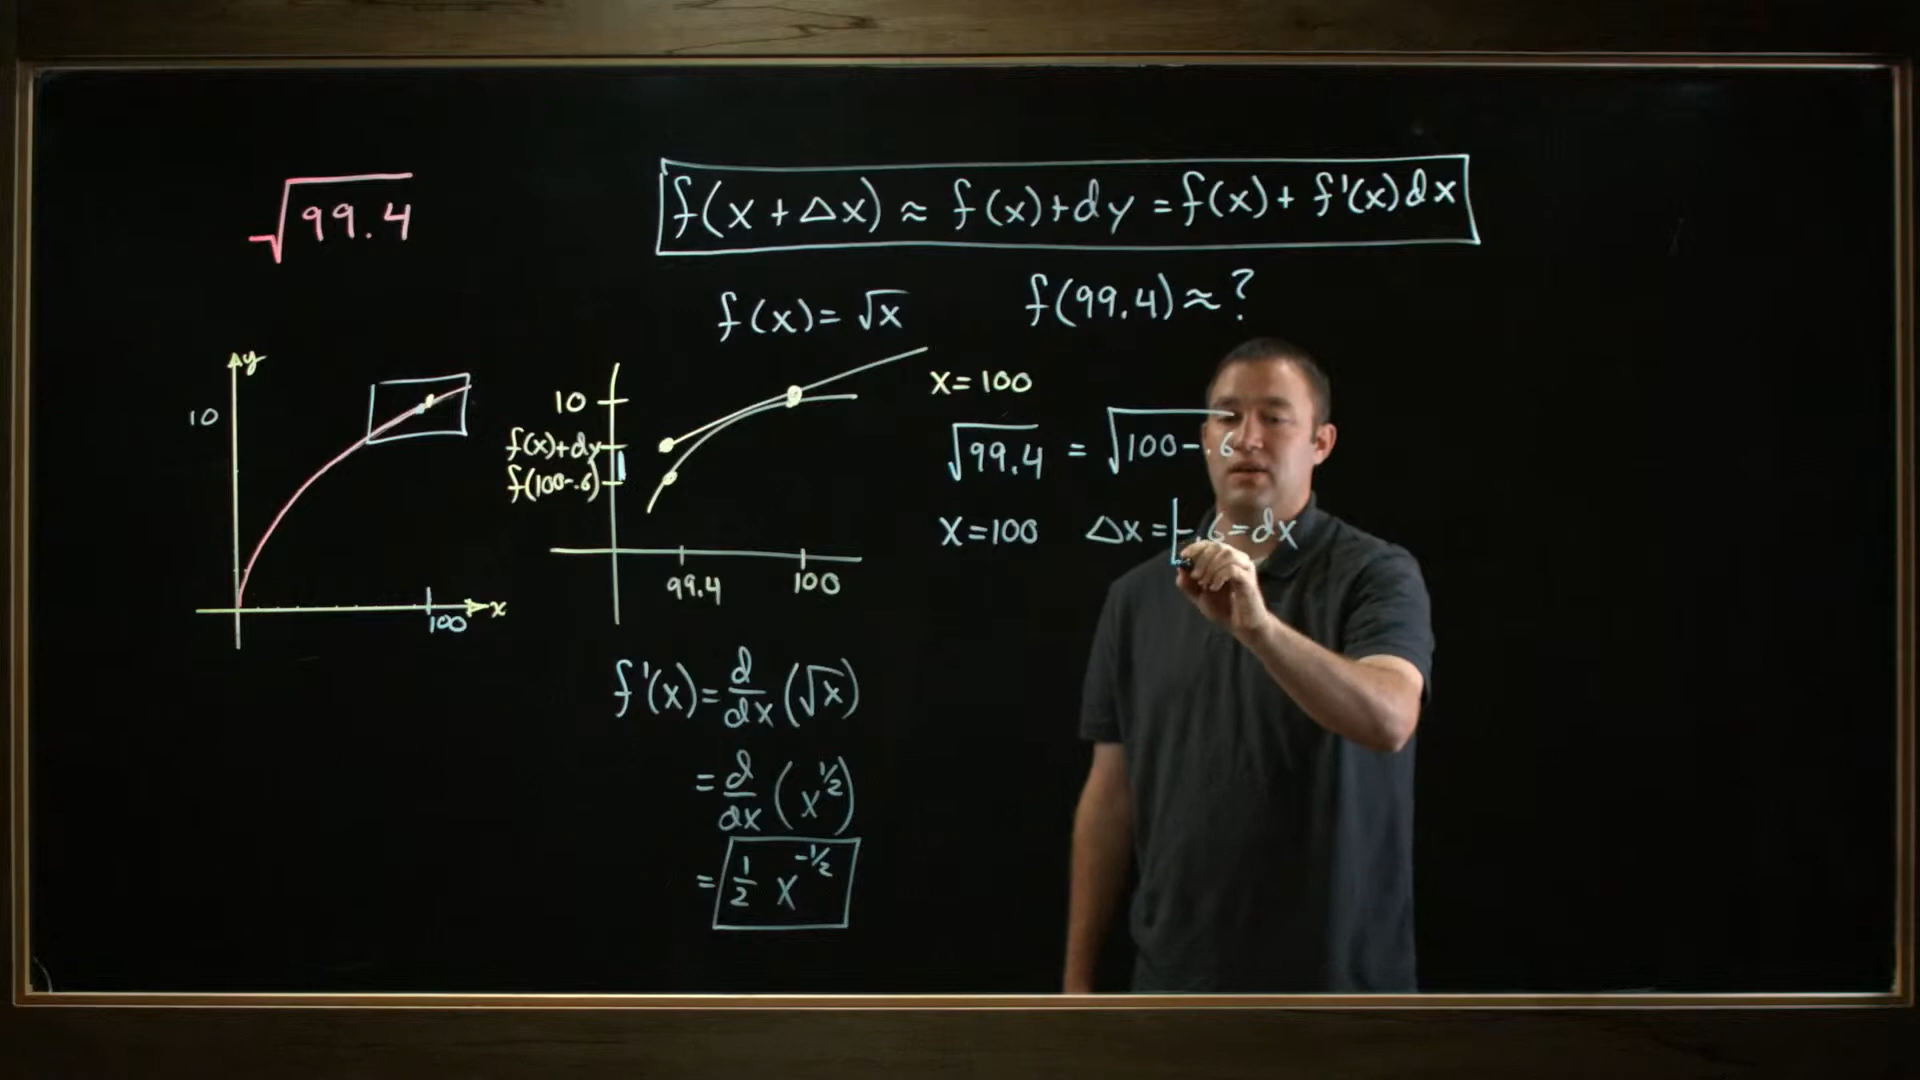 √99.4
f(x+Δx)≈f(x)+dy=f(x)+f'(x)dx
f(x)=√x
f(99.4)≈?
y
10
x
100
10
f(x)+dy
f(100-.6)
99.4
100
x=100
√99.4 = √100-.6
x=100 Δx=-.6=dx
f'(x)=d/dx(√x)
=d/dx(x^1/2)
=1/2 x^-1/2